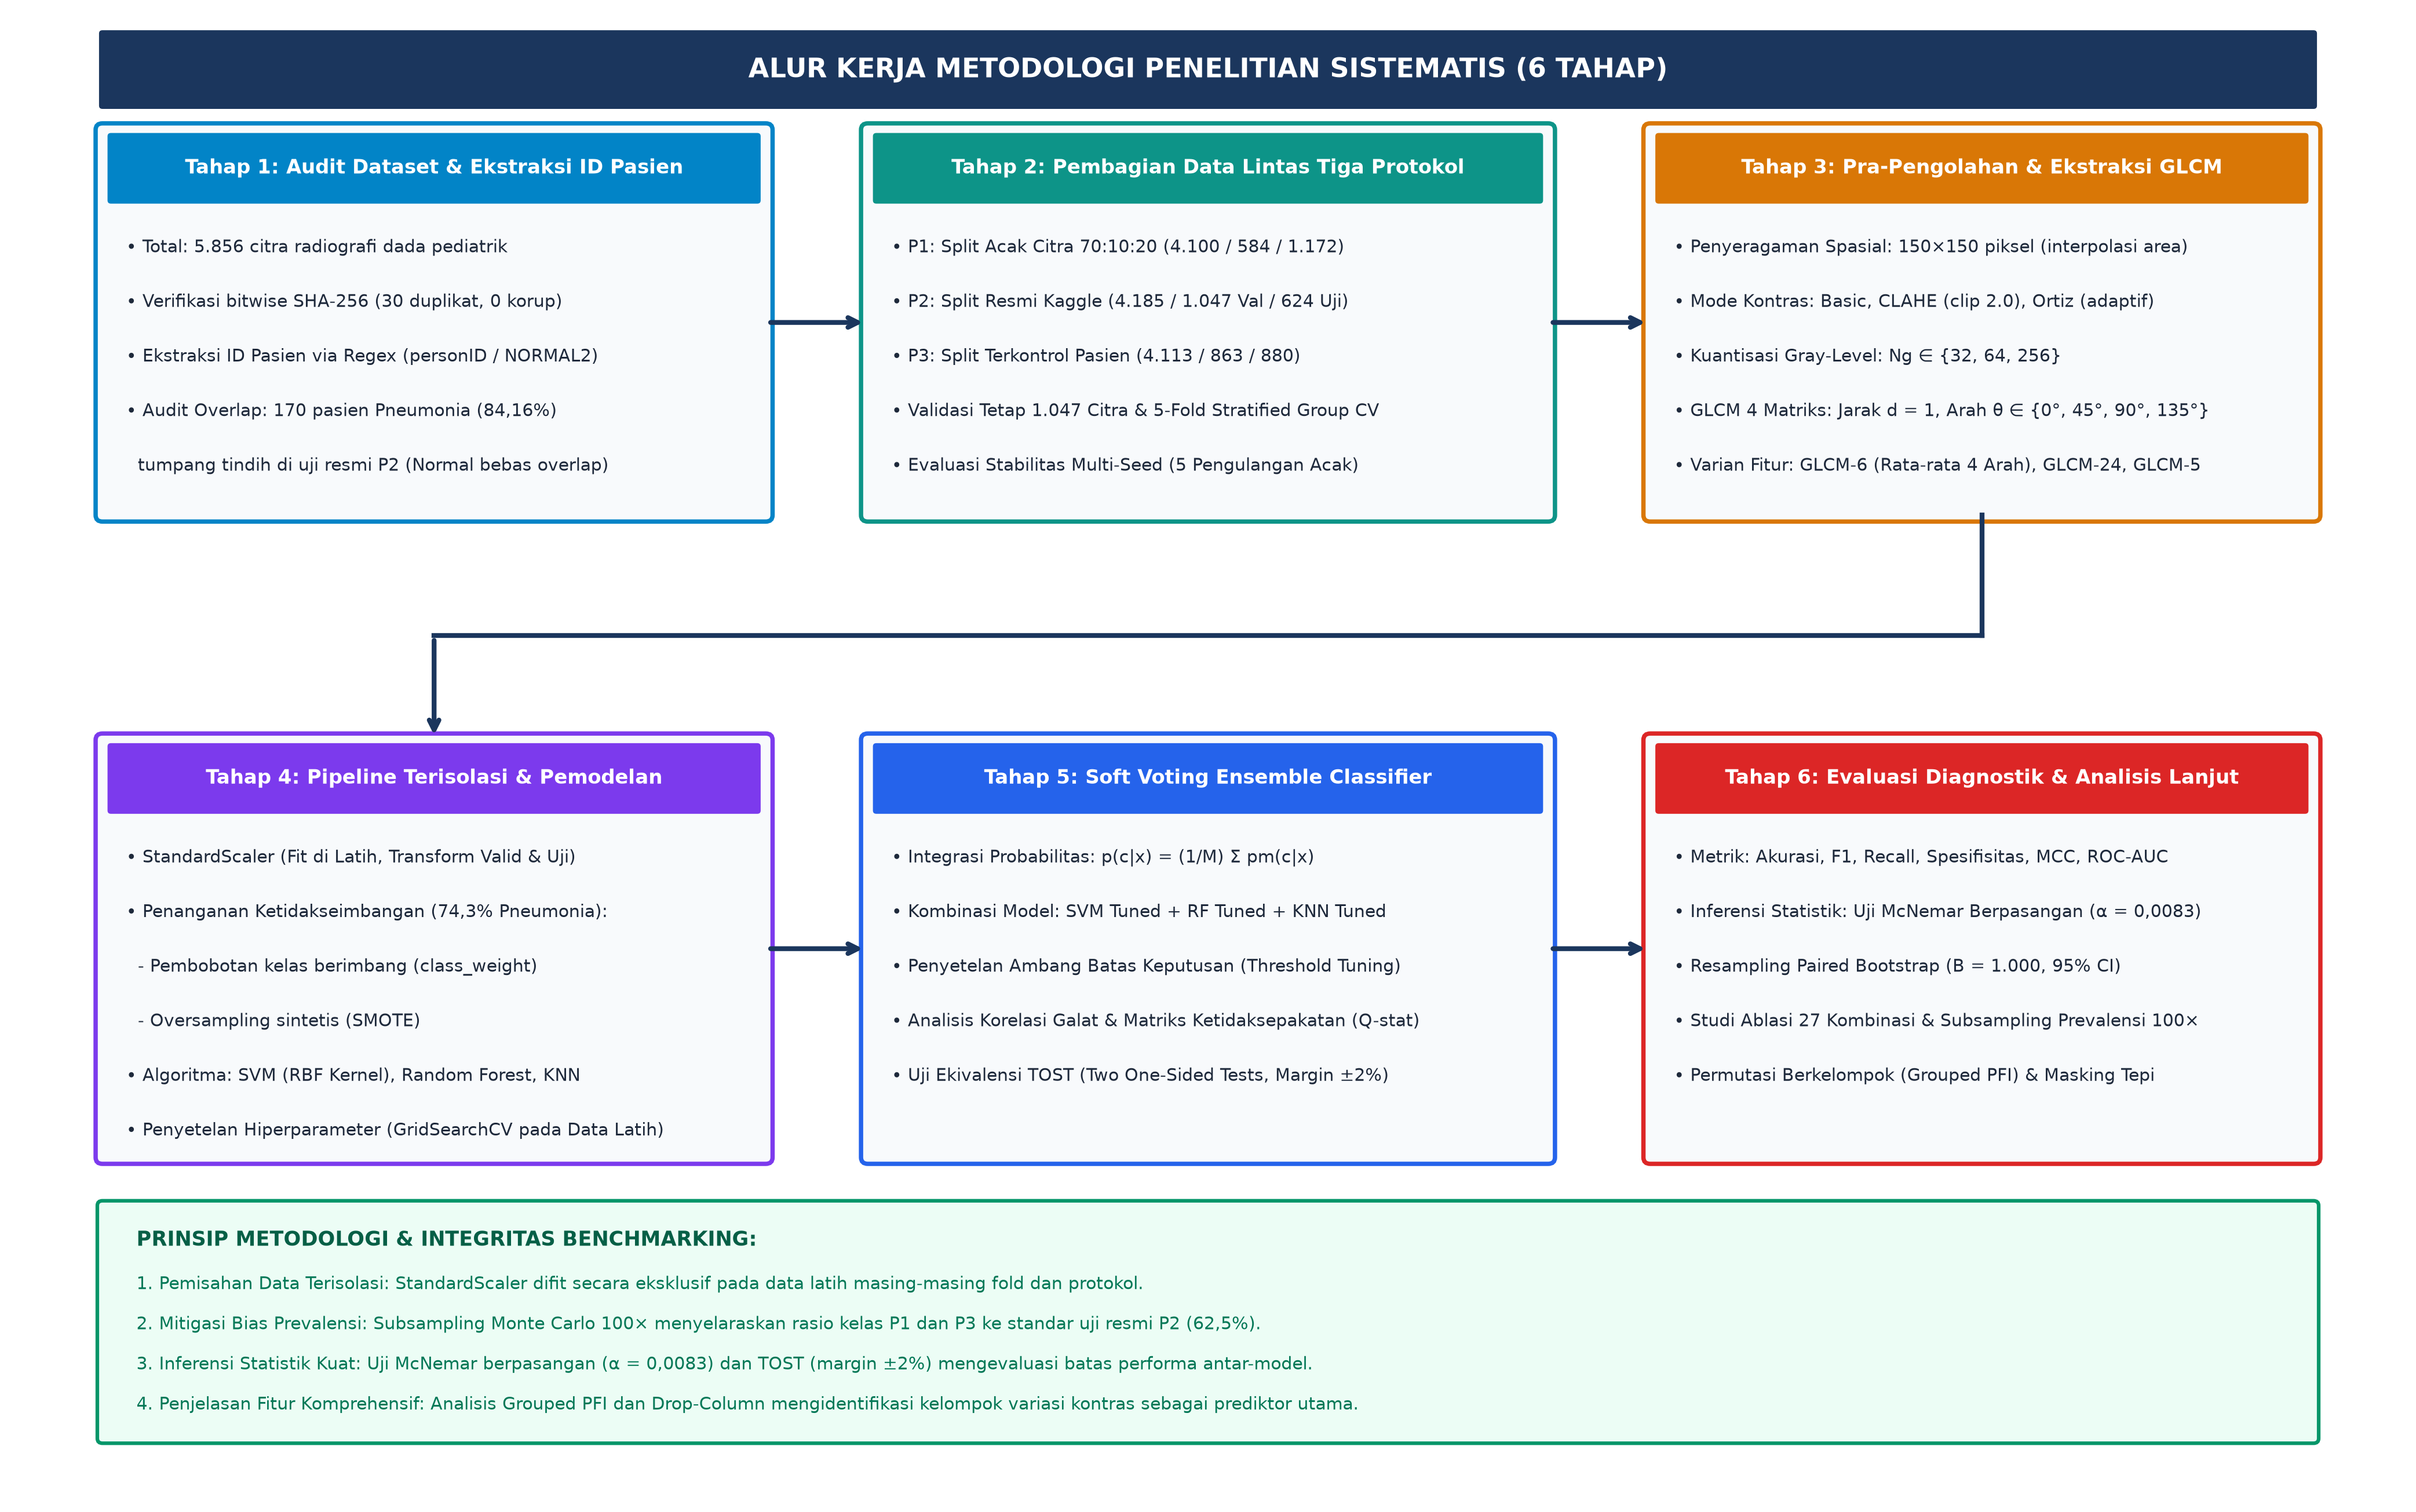 ALUR KERJA METODOLOGI PENELITIAN SISTEMATIS (6 TAHAP)
Tahap 1: Audit Dataset & Ekstraksi ID Pasien
• Total: 5.856 citra radiografi dada pediatrik
• Verifikasi bitwise SHA-256 (30 duplikat, 0 korup)
• Ekstraksi ID Pasien via Regex (personID / NORMAL2)
• Audit Overlap: 170 pasien Pneumonia (84,16%)
tumpang tindih di uji resmi P2 (Normal bebas overlap)
Tahap 2: Pembagian Data Lintas Tiga Protokol
• P1: Split Acak Citra 70:10:20 (4.100 / 584 / 1.172)
• P2: Split Resmi Kaggle (4.185 / 1.047 Val / 624 Uji)
• P3: Split Terkontrol Pasien (4.113 / 863 / 880)
• Validasi Tetap 1.047 Citra & 5-Fold Stratified Group CV
• Evaluasi Stabilitas Multi-Seed (5 Pengulangan Acak)
Tahap 3: Pra-Pengolahan & Ekstraksi GLCM
• Penyeragaman Spasial: 150×150 piksel (interpolasi area)
• Mode Kontras: Basic, CLAHE (clip 2.0), Ortiz (adaptif)
• Kuantisasi Gray-Level: Ng ∈ {32, 64, 256}
• GLCM 4 Matriks: Jarak d = 1, Arah θ ∈ {0°, 45°, 90°, 135°}
• Varian Fitur: GLCM-6 (Rata-rata 4 Arah), GLCM-24, GLCM-5
Tahap 4: Pipeline Terisolasi & Pemodelan
• StandardScaler (Fit di Latih, Transform Valid & Uji)
• Penanganan Ketidakseimbangan (74,3% Pneumonia):
- Pembobotan kelas berimbang (class_weight)
- Oversampling sintetis (SMOTE)
• Algoritma: SVM (RBF Kernel), Random Forest, KNN
• Penyetelan Hiperparameter (GridSearchCV pada Data Latih)
Tahap 5: Soft Voting Ensemble Classifier
• Integrasi Probabilitas: p(c|x) = (1/M) Σ pm(c|x)
• Kombinasi Model: SVM Tuned + RF Tuned + KNN Tuned
• Penyetelan Ambang Batas Keputusan (Threshold Tuning)
• Analisis Korelasi Galat & Matriks Ketidaksepakatan (Q-stat)
• Uji Ekivalensi TOST (Two One-Sided Tests, Margin ±2%)
Tahap 6: Evaluasi Diagnostik & Analisis Lanjut
• Metrik: Akurasi, F1, Recall, Spesifisitas, MCC, ROC-AUC
• Inferensi Statistik: Uji McNemar Berpasangan (α = 0,0083)
• Resampling Paired Bootstrap (B = 1.000, 95% CI)
• Studi Ablasi 27 Kombinasi & Subsampling Prevalensi 100×
• Permutasi Berkelompok (Grouped PFI) & Masking Tepi
PRINSIP METODOLOGI & INTEGRITAS BENCHMARKING:
1. Pemisahan Data Terisolasi: StandardScaler difit secara eksklusif pada data latih masing-masing fold dan protokol.
2. Mitigasi Bias Prevalensi: Subsampling Monte Carlo 100× menyelaraskan rasio kelas P1 dan P3 ke standar uji resmi P2 (62,5%).
3. Inferensi Statistik Kuat: Uji McNemar berpasangan (α = 0,0083) dan TOST (margin ±2%) mengevaluasi batas performa antar-model.
4. Penjelasan Fitur Komprehensif: Analisis Grouped PFI dan Drop-Column mengidentifikasi kelompok variasi kontras sebagai prediktor utama.